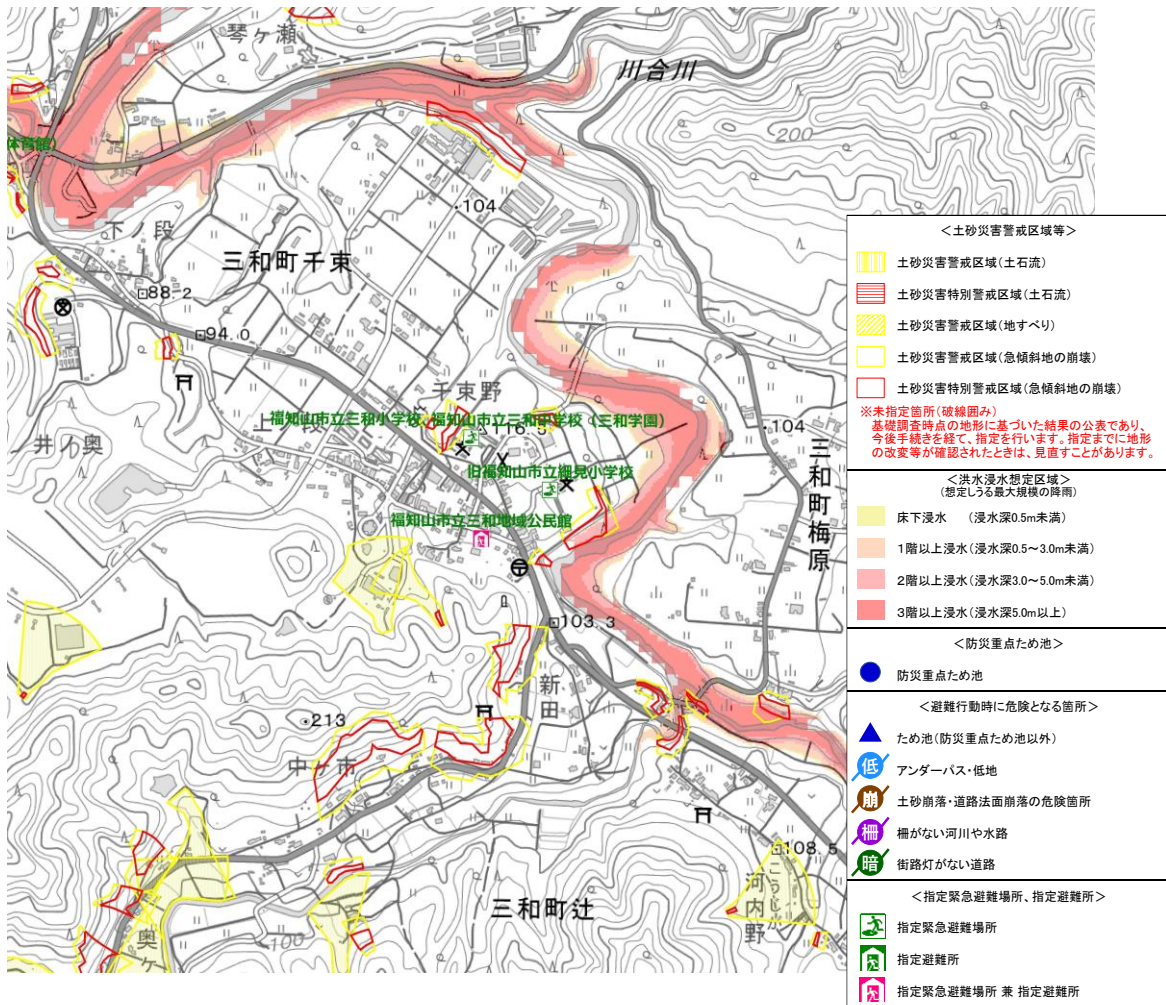 琴ヶ瀬
川合川
200
体育館）
104
下ノ段
三和町千束
88.2
94.0
千束野
福知山市立三和小学校、福知山市立三和中学校（三和学園）
116.5
上ノ段
104
井ノ奥
旧福知山市立細見小学校
三和町梅原
福知山市立三和地域公民館
103.3
新田
213
中ヶ市
108.5
こうじがの
河内野
三和町辻
100
奥ヶ
＜土砂災害警戒区域等＞
土砂災害警戒区域（土石流）
土砂災害特別警戒区域（土石流）
土砂災害警戒区域（地すべり）
土砂災害警戒区域（急傾斜地の崩壊）
土砂災害特別警戒区域（急傾斜地の崩壊）
※未指定箇所（破線囲み）
基礎調査時点の地形に基づいた結果の公表であり、
今後手続きを経て、指定を行います。指定までに地形
の改変等が確認されたときは、見直すことがあります。
＜洪水浸水想定区域＞
（想定しうる最大規模の降雨）
床下浸水　（浸水深0.5m未満）
1階以上浸水（浸水深0.5～3.0m未満）
2階以上浸水（浸水深3.0～5.0m未満）
3階以上浸水（浸水深5.0m以上）
＜防災重点ため池＞
防災重点ため池
＜避難行動時に危険となる箇所＞
ため池（防災重点ため池以外）
低 アンダーパス・低地
崩 土砂崩落・道路法面崩落の危険箇所
柵 柵がない河川や水路
暗 街路灯がない道路
＜指定緊急避難場所、指定避難所＞
指定緊急避難場所
指定避難所
指定緊急避難場所 兼 指定避難所